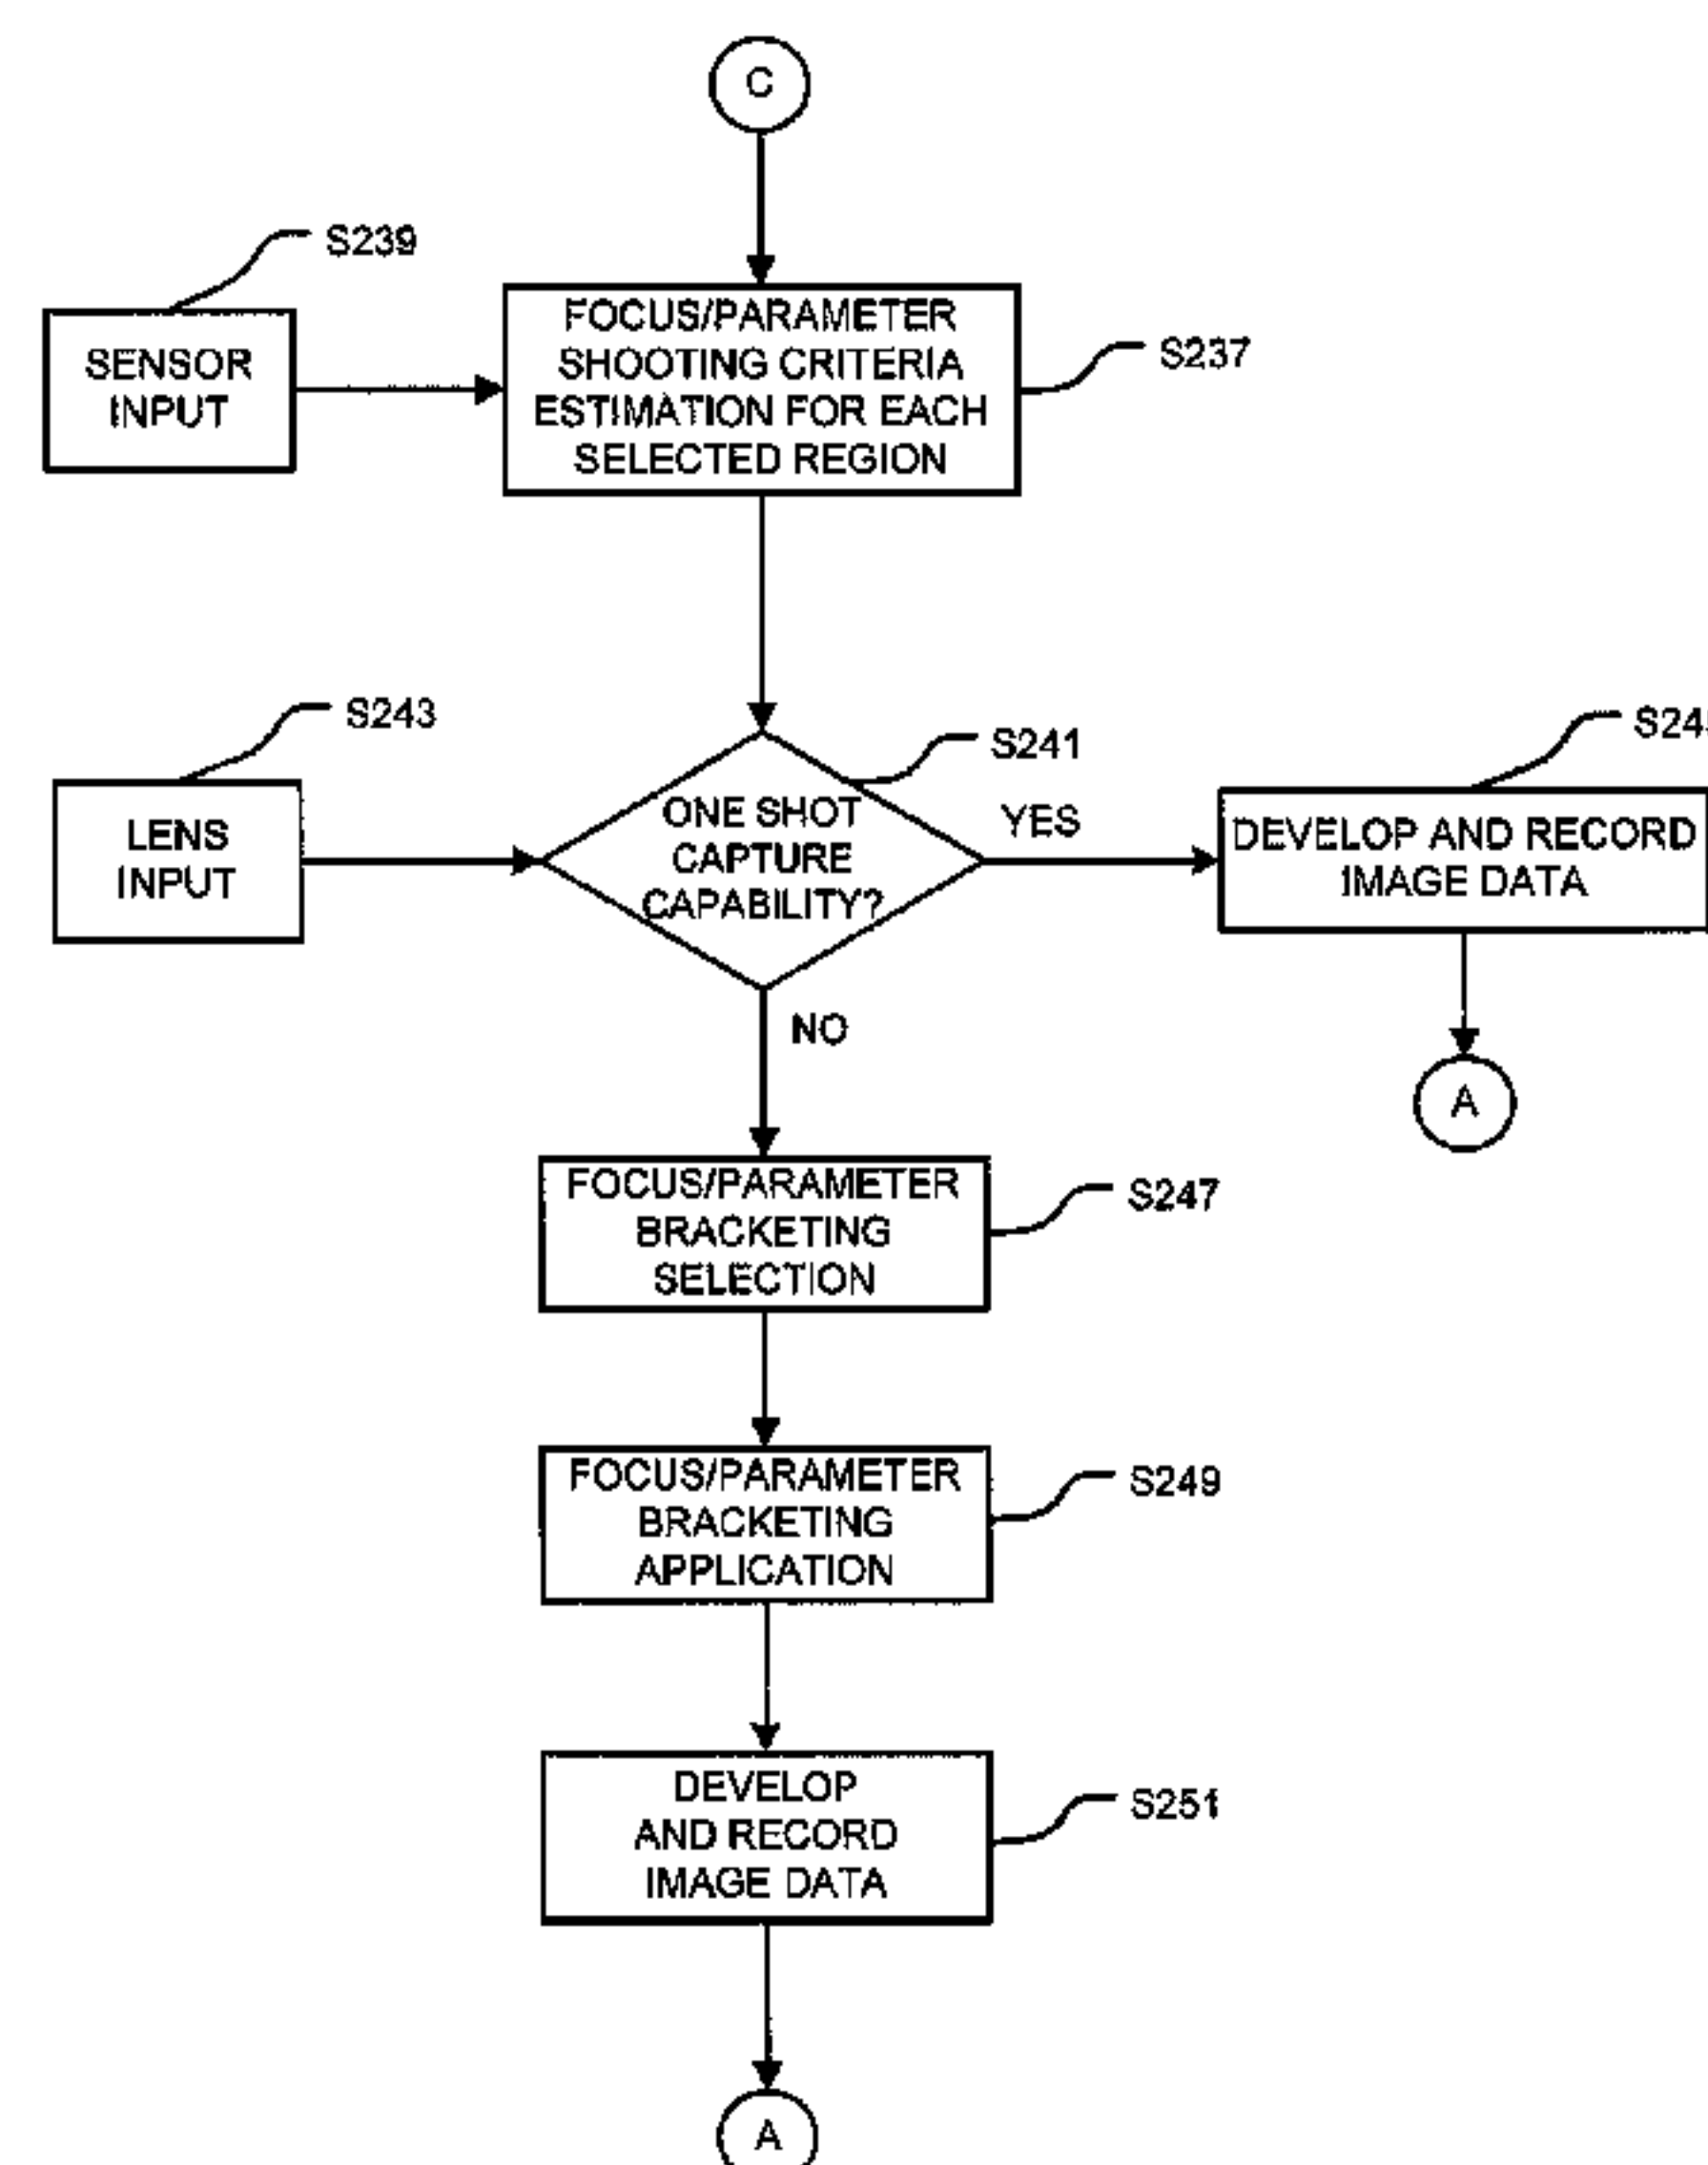 C
S239
SENSOR
INPUT
FOCUS/PARAMETER
SHOOTING CRITERIA
ESTIMATION FOR EACH
SELECTED REGION
S237
S243
LENS
INPUT
S241
ONE SHOT
CAPTURE
CAPABILITY?
YES
DEVELOP AND RECORD
IMAGE DATA
A
NO
FOCUS/PARAMETER
BRACKETING
SELECTION
S247
FOCUS/PARAMETER
BRACKETING
APPLICATION
S249
DEVELOP
AND RECORD
IMAGE DATA
S251
A